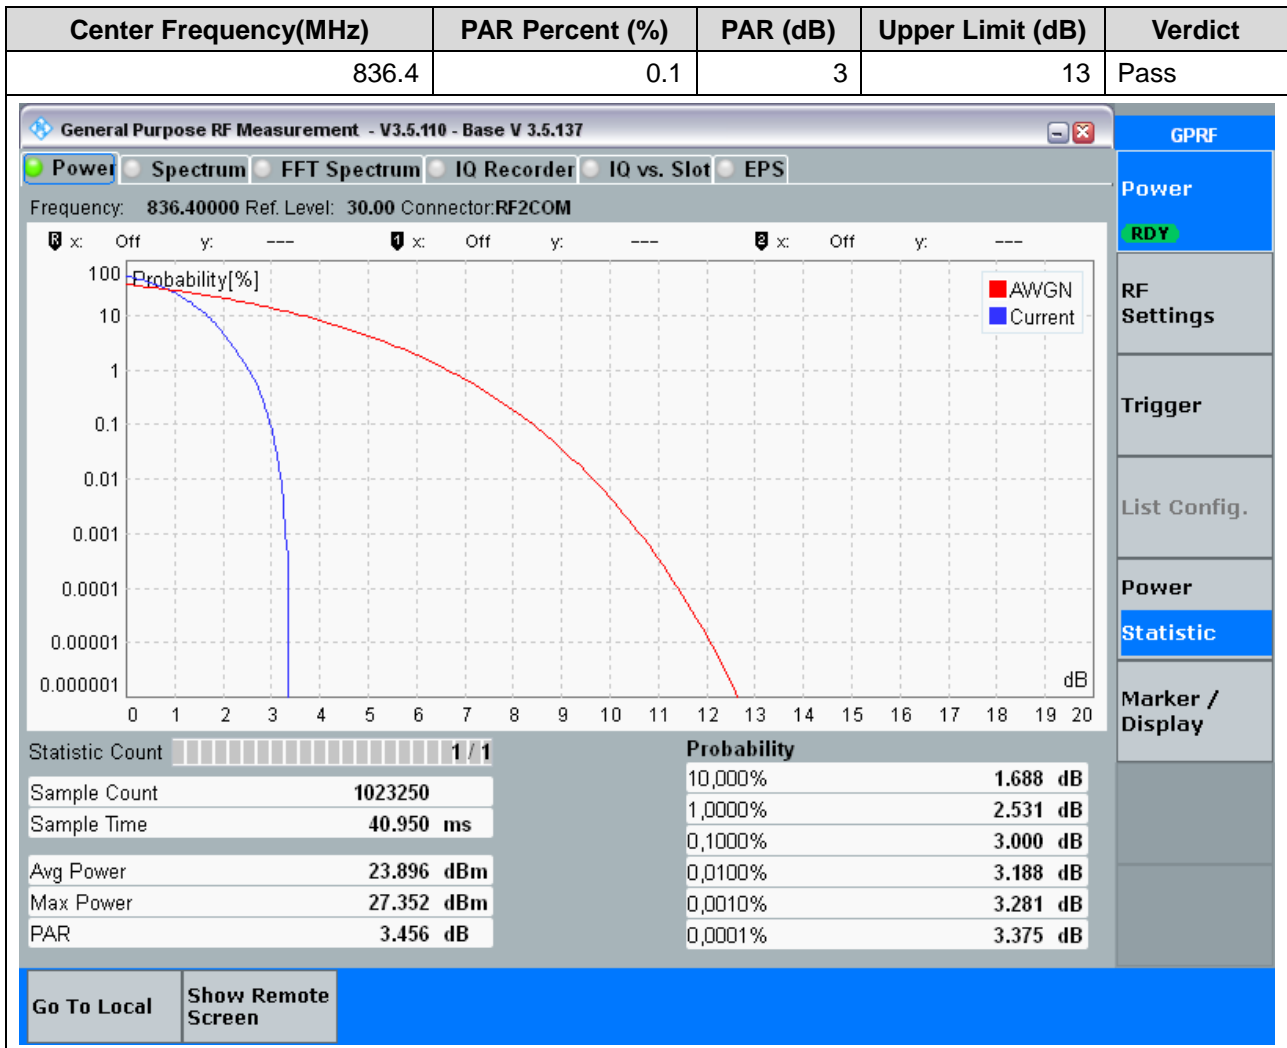 Center Frequency(MHz) PAR Percent (%) PAR (dB) Upper Limit (dB) Verdict
836.4 0.1 3 13 Pass
General Purpose RF Measurement - V3.5.110 - Base V 3.5.137
GPRF
Power Spectrum FFT Spectrum IQ Recorder IQ vs. Slot EPS
Frequency: 836.40000 Ref. Level: 30.00 Connector:RF2COM
R x: Off y: --- 1 x: Off y: --- 2 x: Off y: ---
Probability[%]
AWGN
Current
100
10
1
0.1
0.01
0.001
0.0001
0.00001
0.000001
dB
0 1 2 3 4 5 6 7 8 9 10 11 12 13 14 15 16 17 18 19 20
Statistic Count 1 / 1
Sample Count 1023250
Sample Time 40.950 ms
Avg Power 23.896 dBm
Max Power 27.352 dBm
PAR 3.456 dB
Probability
10,000% 1.688 dB
1,0000% 2.531 dB
0,1000% 3.000 dB
0,0100% 3.188 dB
0,0010% 3.281 dB
0,0001% 3.375 dB
Power
RDY
RF
Settings
Trigger
List Config.
Power
Statistic
Marker /
Display
Go To Local
Show Remote
Screen